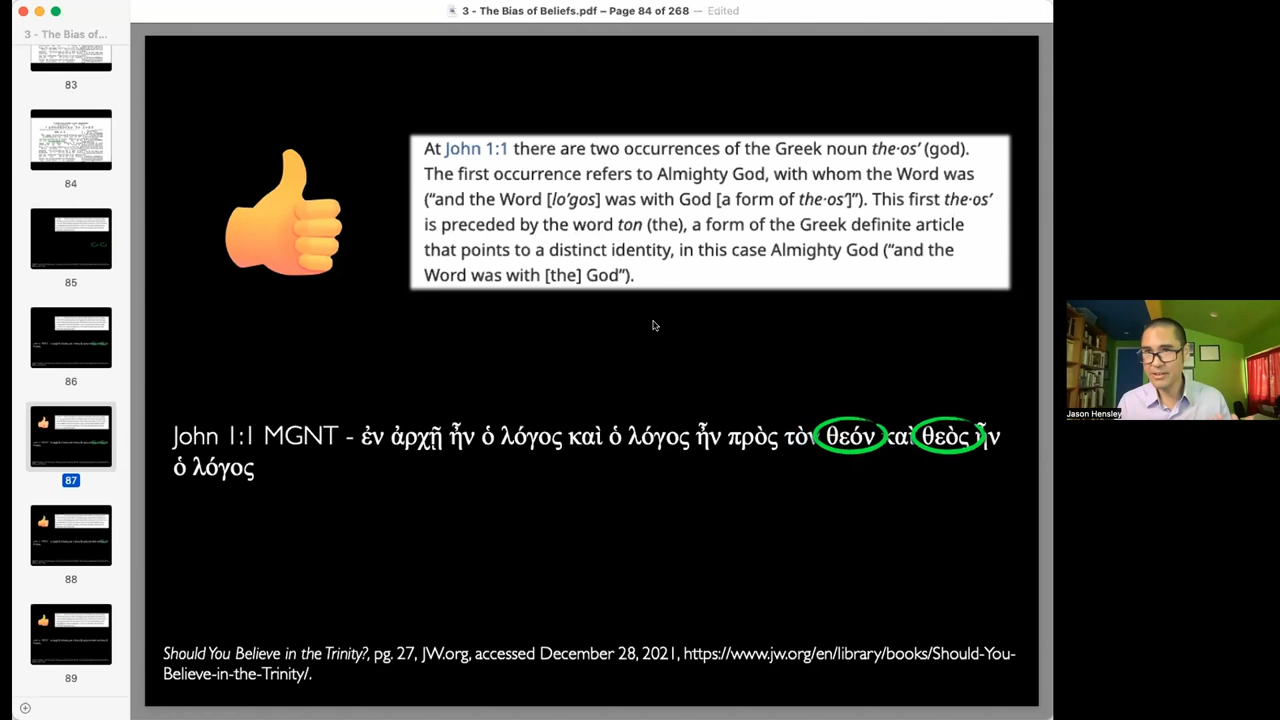 3 - The Bias of Beliefs.pdf – Page 84 of 268 — Edited
3 - The Bias of...
83
84
85
86
87
88
89
At John 1:1 there are two occurrences of the Greek noun the·os′ (god).
The first occurrence refers to Almighty God, with whom the Word was
(“and the Word [lo′gos] was with God [a form of the·os′]”). This first the·os′
is preceded by the word ton (the), a form of the Greek definite article
that points to a distinct identity, in this case Almighty God (“and the
Word was with [the] God”).
John 1:1 MGNT - ἐν ἀρχῇ ἦν ὁ λόγος καὶ ὁ λόγος ἦν πρὸς τὸν θεόν καὶ θεὸς ἦν
ὁ λόγος
Should You Believe in the Trinity?, pg. 27, JW.org, accessed December 28, 2021, https://www.jw.org/en/library/books/Should-You-
Believe-in-the-Trinity/.
Jason Hensley